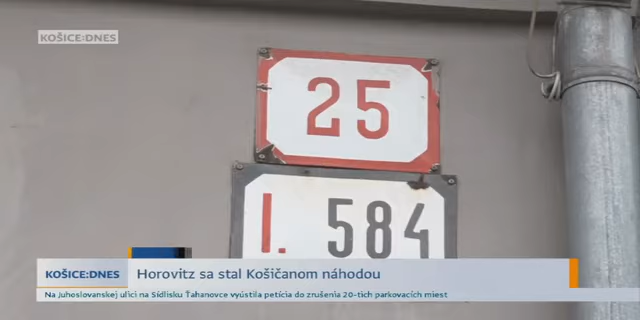 KOŠICE:DNES
25
I. 584
KOŠICE:DNES Horovitz sa stal Košičanom náhodou
Na Juhoslovanskej ulici na Sídlisku Ťahanovce vyústila petícia do zrušenia 20-tich parkovacích miest